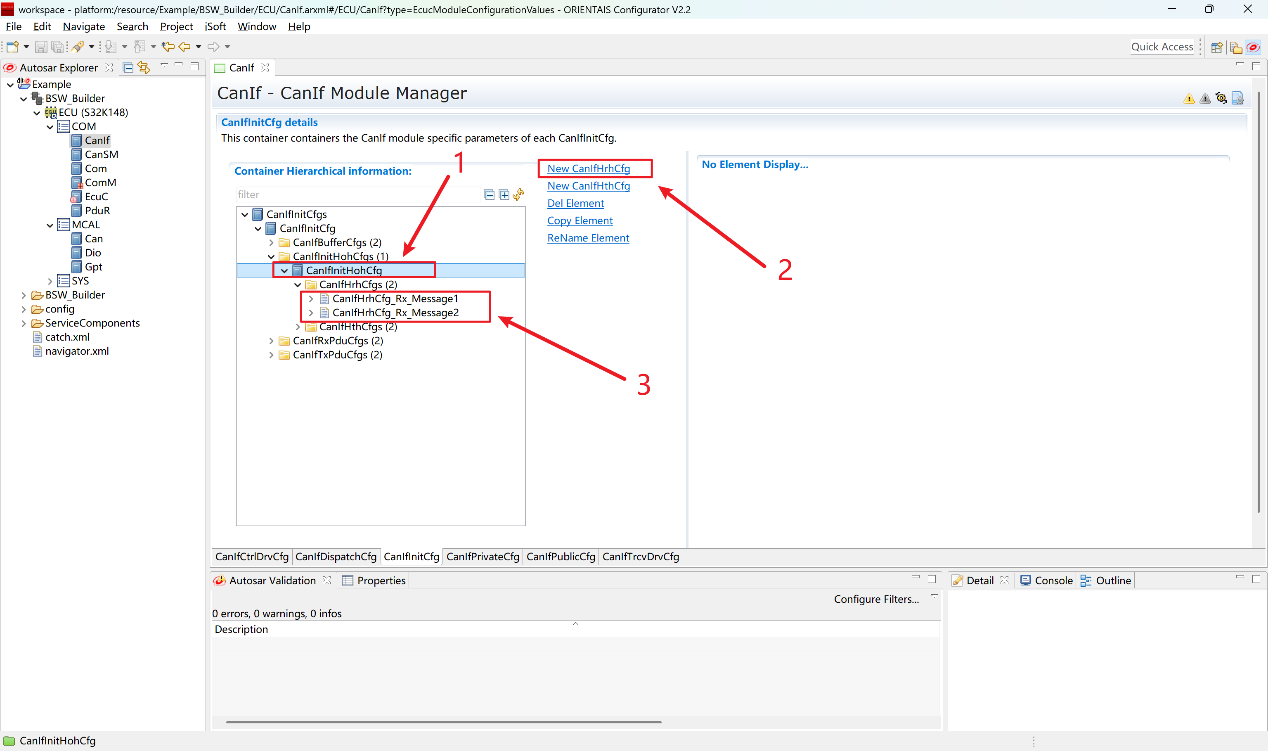 workspace - platform:/resource/Example/BSW_Builder/ECU/CanIf.arxml#/ECU/CanIf?type=EcucModuleConfigurationValues - ORIENTAIS Configurator V2.2
File Edit Navigate Search Project iSoft Window Help
Quick Access
Autosar Explorer
Example
BSW_Builder
ECU (S32K148)
COM
CanIf
CanSM
Com
ComM
EcuC
PduR
MCAL
Can
Dio
Gpt
SYS
BSW_Builder
config
ServiceComponents
catch.xml
navigator.xml
CanIf
CanIf - CanIf Module Manager
CanIfInitCfg details
This container containers the CanIf module specific parameters of each CanIfInitCfg.
Container Hierarchical information:
filter
CanIfInitCfgs
CanIfInitCfg
CanIfBufferCfgs (2)
CanIfInitHohCfgs (1)
CanIfInitHohCfg
CanIfHrhCfgs (2)
CanIfHrhCfg_Rx_Message1
CanIfHrhCfg_Rx_Message2
CanIfHthCfgs (2)
CanIfRxPduCfgs (2)
CanIfTxPduCfgs (2)
1
New CanIfHrhCfg
New CanIfHthCfg
Del Element
Copy Element
ReName Element
2
3
No Element Display...
CanIfCtrlDrvCfg CanIfDispatchCfg CanIfInitCfg CanIfPrivateCfg CanIfPublicCfg CanIfTrcvDrvCfg
Autosar Validation Properties
Configure Filters...
0 errors, 0 warnings, 0 infos
Description
Detail Console Outline
CanIfInitHohCfg